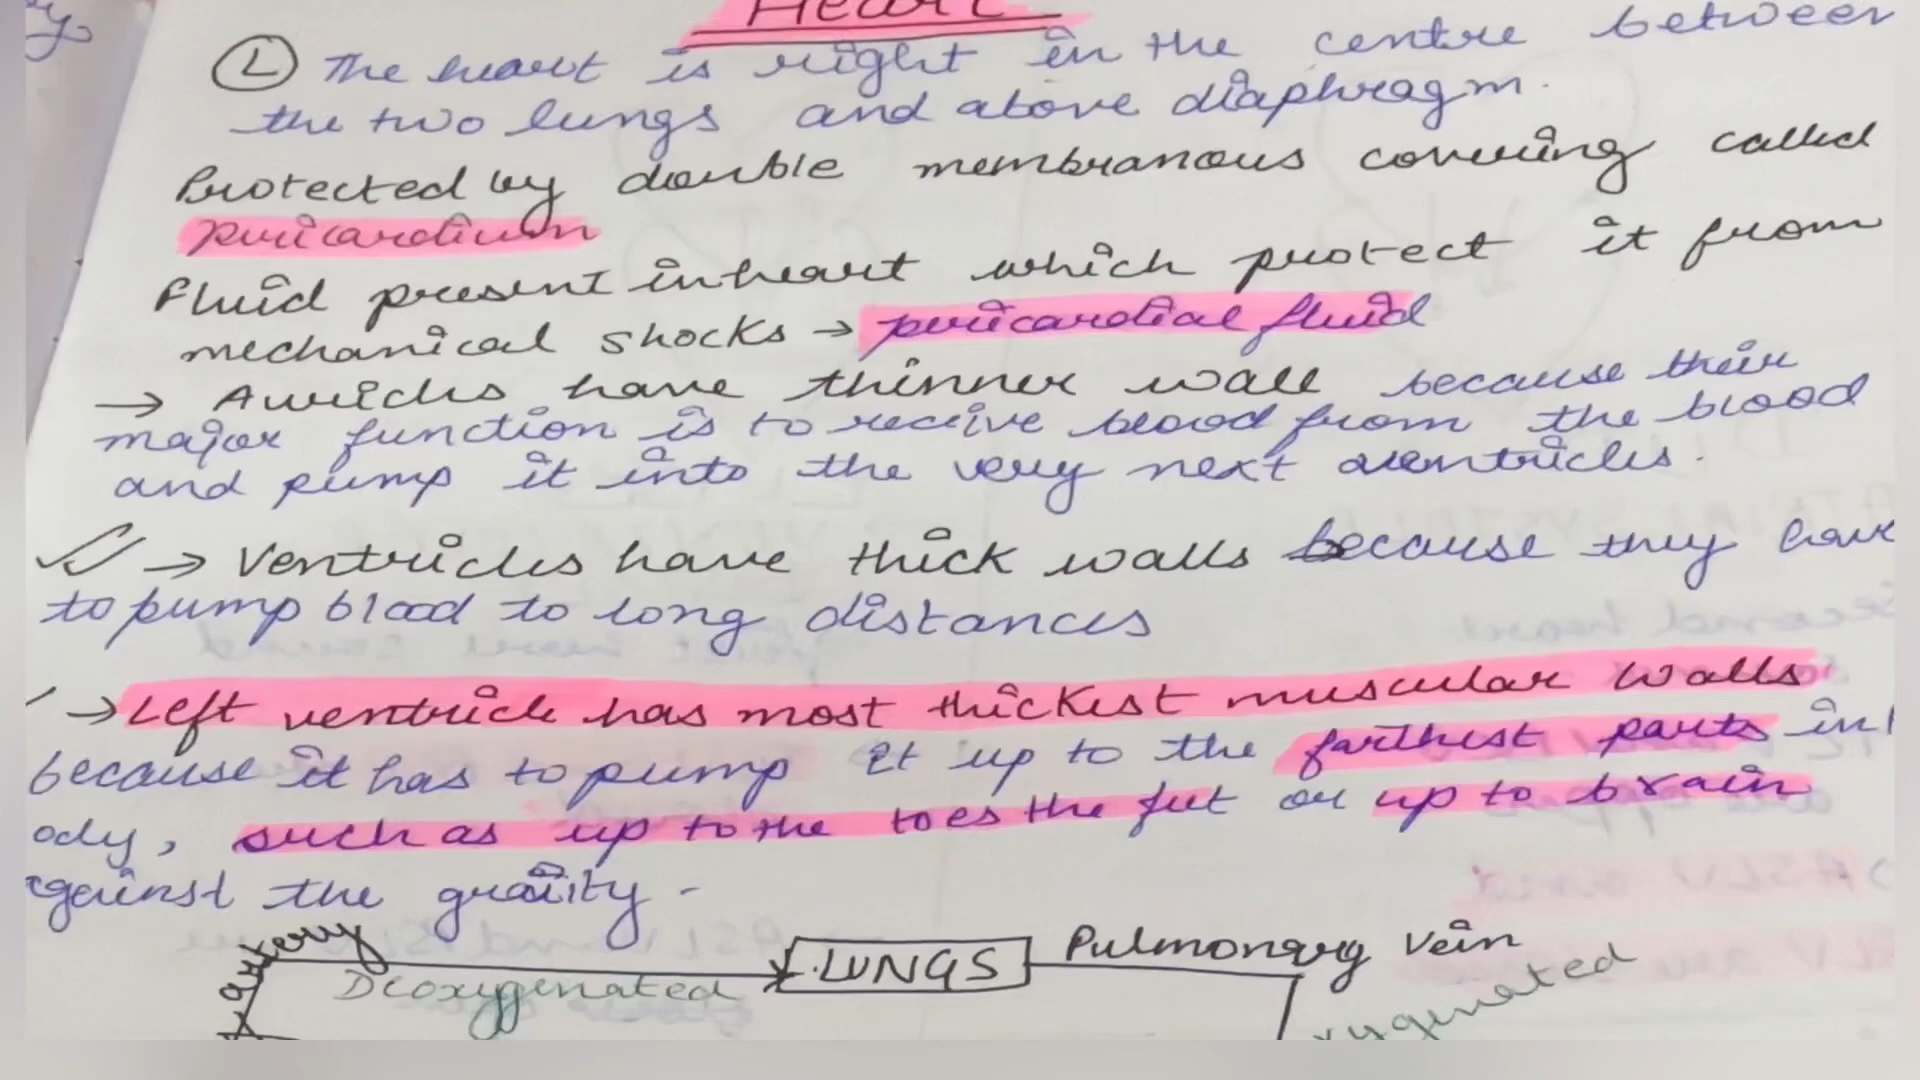 Heart
L The heart is right in the centre between
the two lungs and above diaphragm.
Protected by double membranous covering called
pericardium
Fluid present in heart which protect it from
mechanical shocks → pericardial fluid
→ Auricles have thinner wall because their
major function is to receive blood from the blood
and pump it into the very next ventricles.
→ Ventricles have thick walls because they have
to pump blood to long distances
→ Left ventricle has most thickest muscular walls
because it has to pump it up to the farthest parts in
ody, such as up to the toes the feet or up to brain
against the gravity -
artery
LUNGS
Pulmonary Vein
Deoxygenated
xygenated